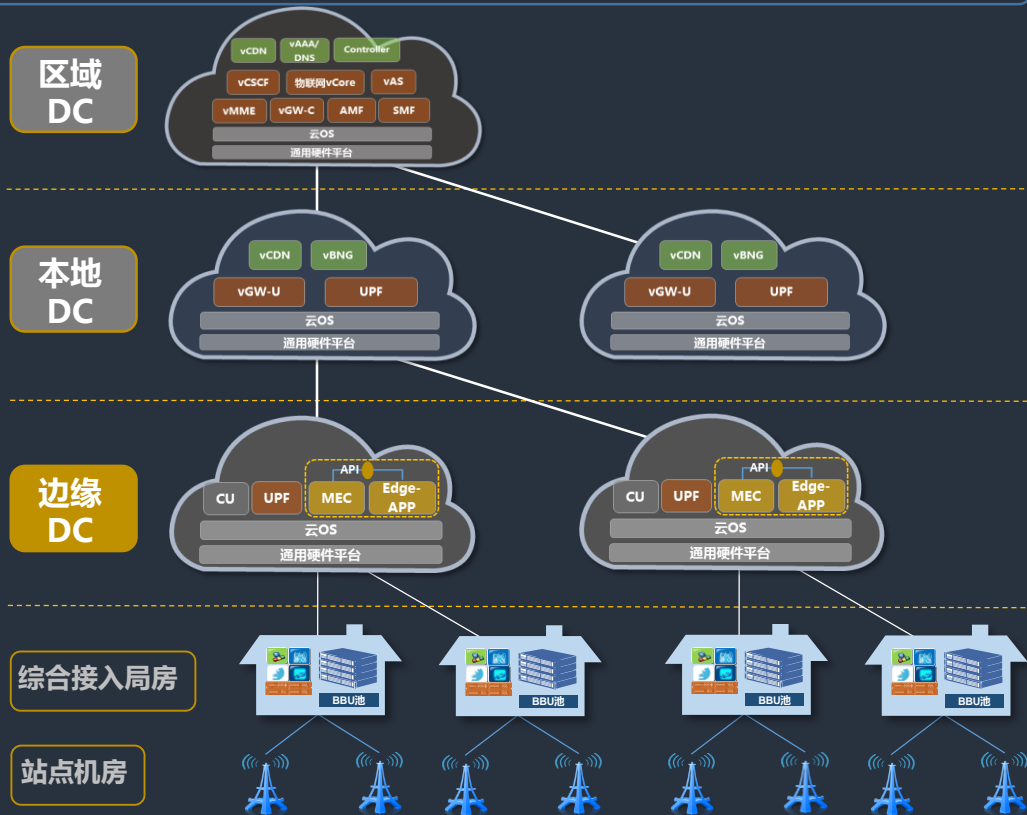 区域
DC
vCDN
vAAA/
DNS
Controller
vCSCF
物联网vCore
vAS
vMME
vGW-C
AMF
SMF
云OS
通用硬件平台
本地
DC
vCDN
vBNG
vGW-U
UPF
云OS
通用硬件平台
vCDN
vBNG
vGW-U
UPF
云OS
通用硬件平台
边缘
DC
API
CU
UPF
MEC
Edge-
APP
云OS
通用硬件平台
API
CU
UPF
MEC
Edge-
APP
云OS
通用硬件平台
综合接入局房
BBU池
BBU池
BBU池
BBU池
站点机房